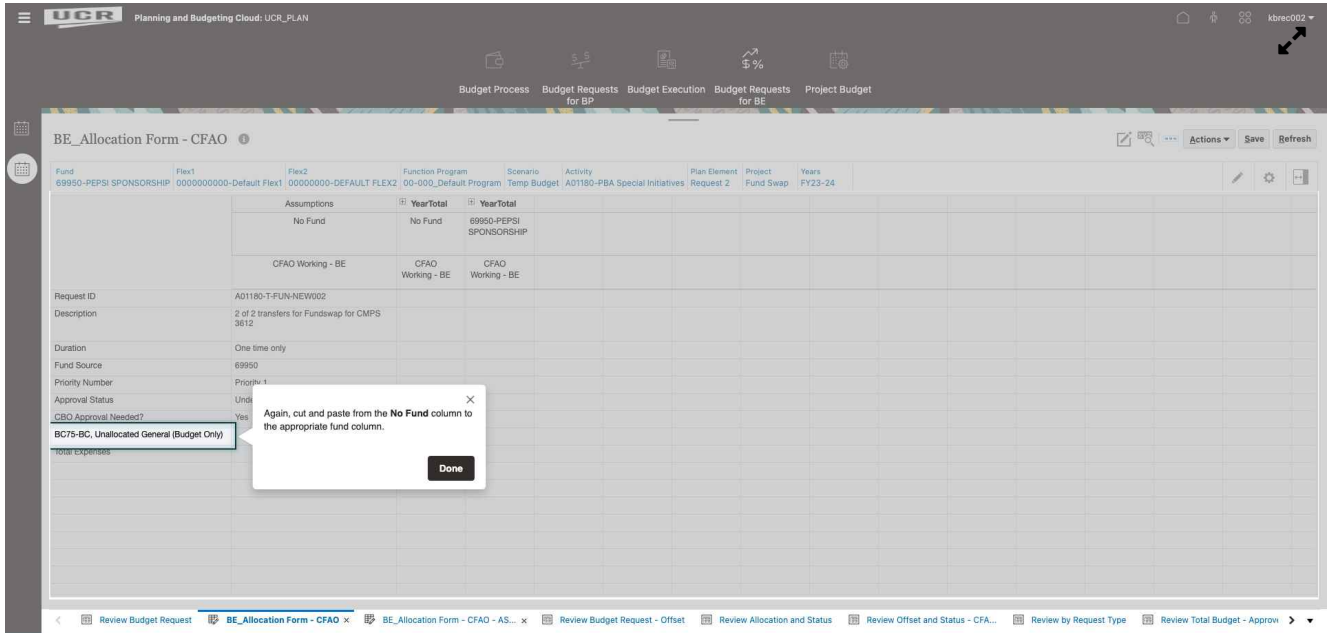 UCR Planning and Budgeting Cloud: UCR_PLAN kbrec002
Budget Process Budget Requests for BP Budget Execution Budget Requests for BE Project Budget
BE_Allocation Form - CFAO
Actions Save Refresh
Fund Flex1 Flex2 Function Program Scenario Activity Plan Element Project Years
69950-PEPSI SPONSORSHIP 0000000000-Default Flex1 00000000-DEFAULT FLEX2 00-000_Default Program Temp Budget A01180-PBA Special Initiatives Request 2 Fund Swap FY23-24
Assumptions YearTotal YearTotal
No Fund No Fund 69950-PEPSI
SPONSORSHIP
CFAO Working - BE CFAO CFAO
Working - BE Working - BE
Request ID A01180-T-FUN-NEW002
Description 2 of 2 transfers for Fundswap for CMPS
3612
Duration One time only
Fund Source 69950
Priority Number Priority 1
Approval Status
CBO Approval Needed? Yes
BC75-BC, Unallocated General (Budget Only)
Total Expenses
Again, cut and paste from the No Fund column to
the appropriate fund column.
Done
Review Budget Request BE_Allocation Form - CFAO BE_Allocation Form - CFAO - AS... Review Budget Request - Offset Review Allocation and Status Review Offset and Status - CFA... Review by Request Type Review Total Budget - Approv